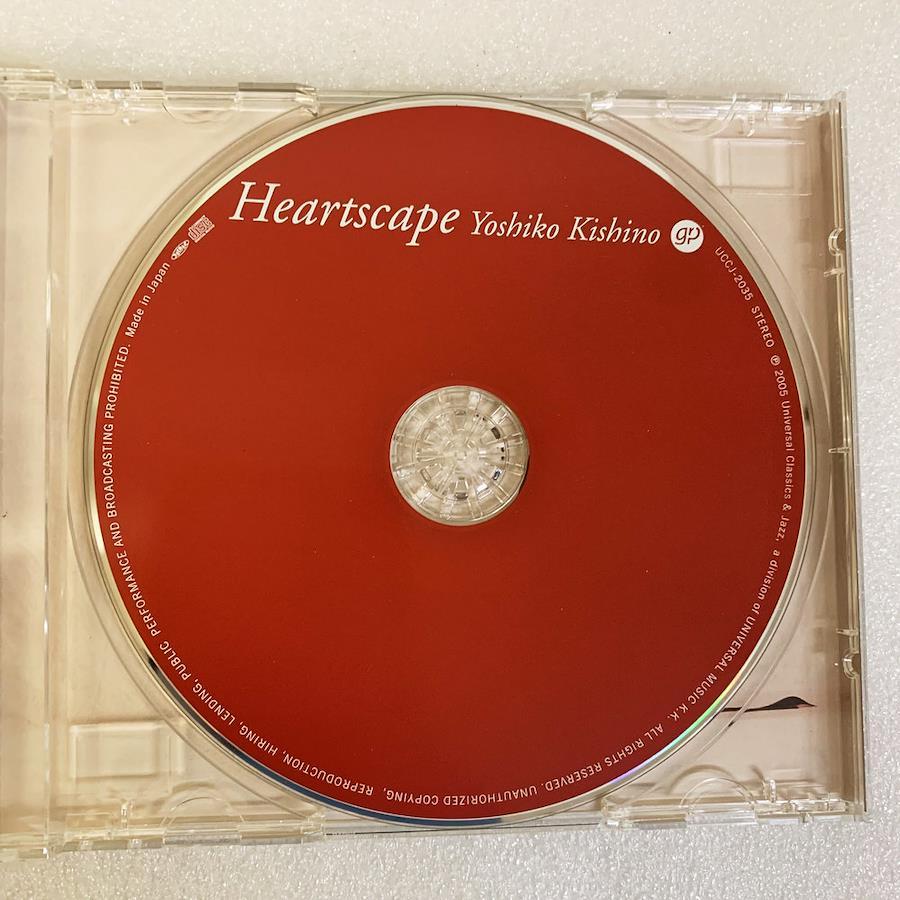 Heartscape Yoshiko Kishino grp
UCCJ-2035 STEREO ℗ 2005 Universal Classics & Jazz, a division of UNIVERSAL MUSIC K.K. ALL RIGHTS RESERVED. UNAUTHORIZED COPYING, REPRODUCTION, HIRING, LENDING, PUBLIC PERFORMANCE AND BROADCASTING PROHIBITED. Made in Japan